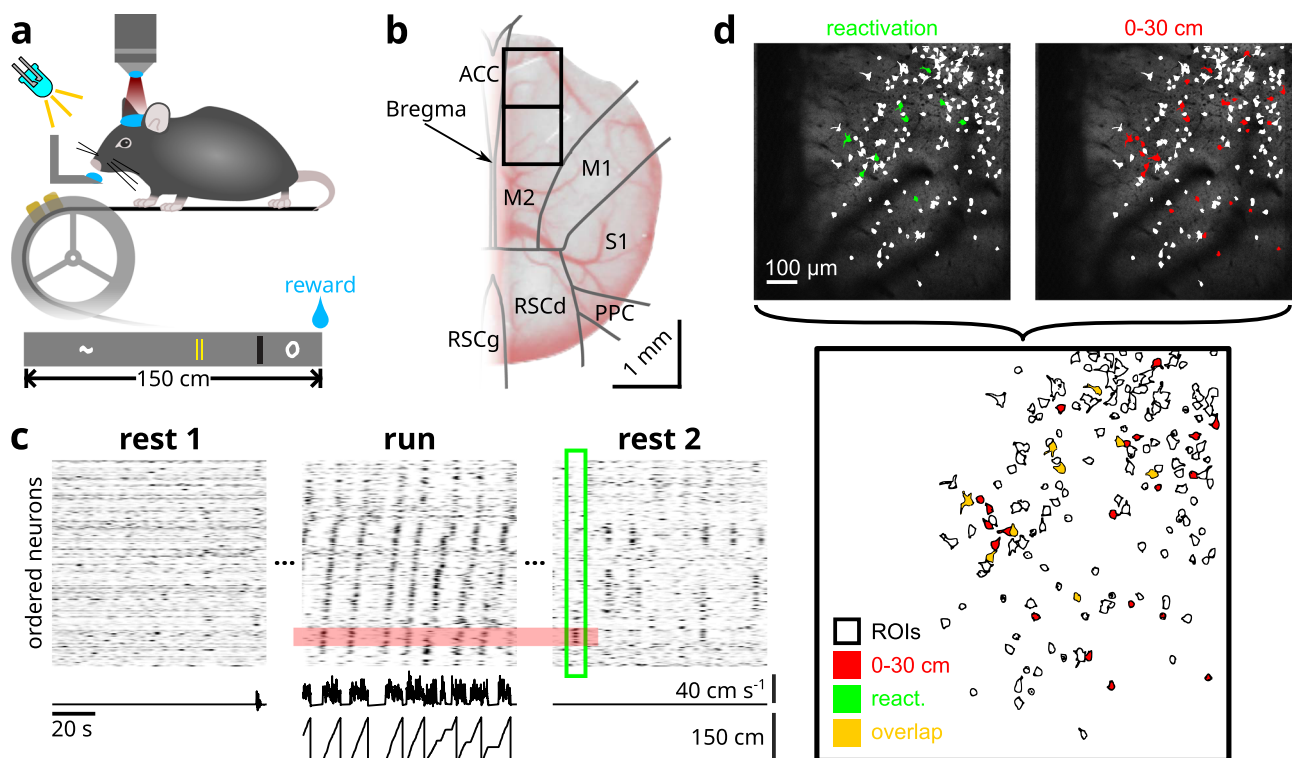 a
reward
150 cm
b
ACC
Bregma
M1
M2
S1
RSCd
PPC
RSCg
1 mm
c
rest 1
run
rest 2
ordered neurons
...
...
20 s
40 cm s-1
150 cm
d
reactivation
0-30 cm
100 µm
ROIs
0-30 cm
react.
overlap